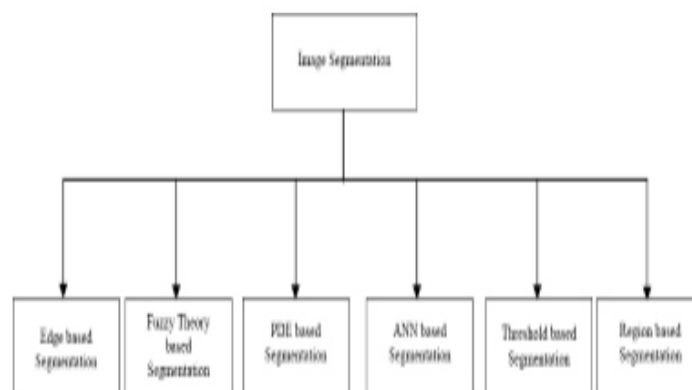 Image Segmentation
Edge based
Segmentation
Fuzzy Theory
based
Segmentation
PDE based
Segmentation
ANN based
Segmentation
Threshold based
Segmentation
Region based
Segmentation